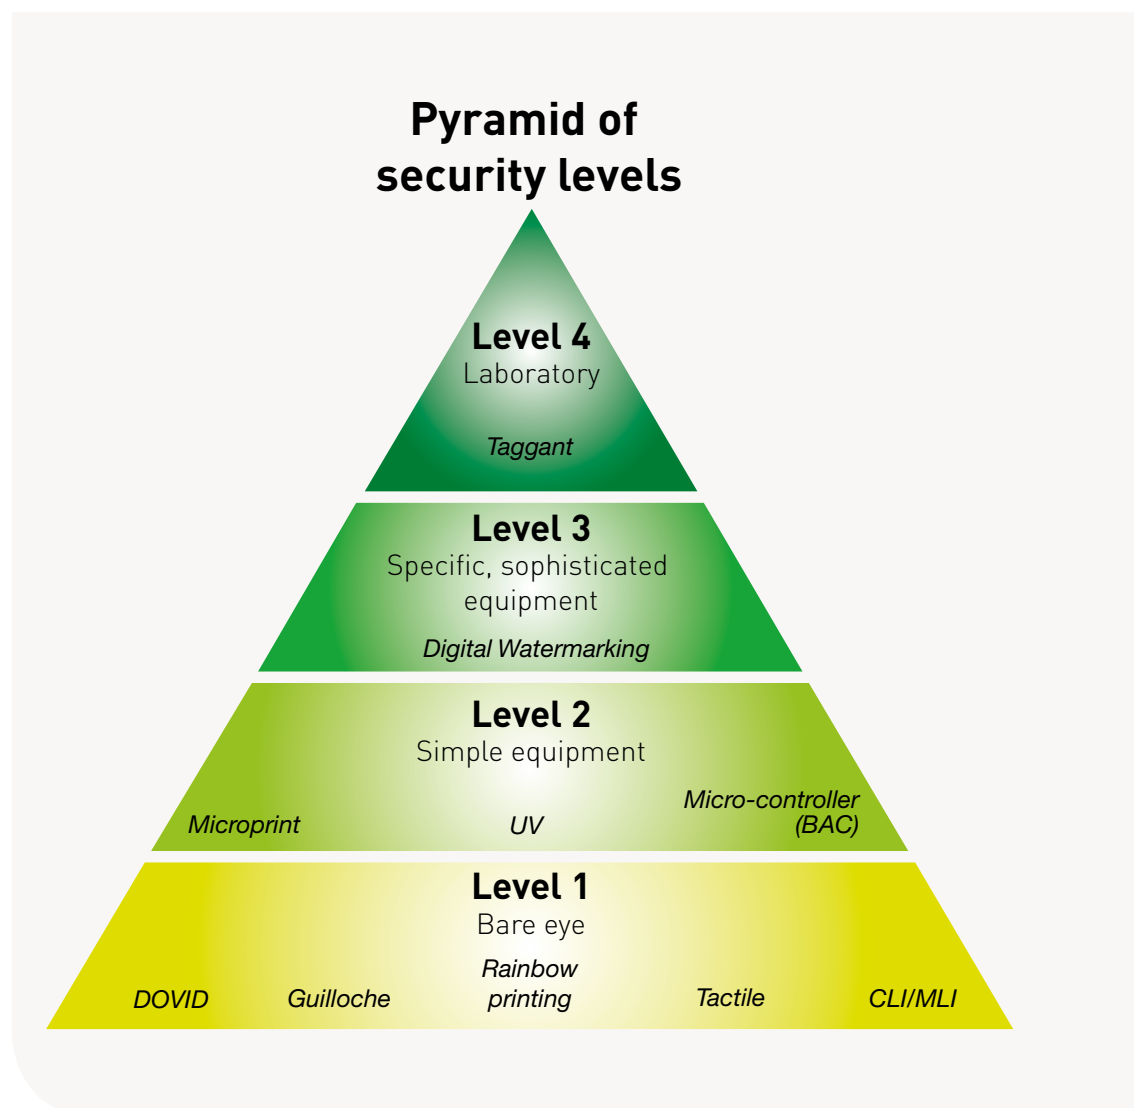 Pyramid of
security levels
Level 4
Laboratory
Taggant
Level 3
Specific, sophisticated
equipment
Digital Watermarking
Level 2
Simple equipment
Microprint
UV
Micro-controller
(BAC)
Level 1
Bare eye
DOVID
Guilloche
Rainbow
printing
Tactile
CLI/MLI